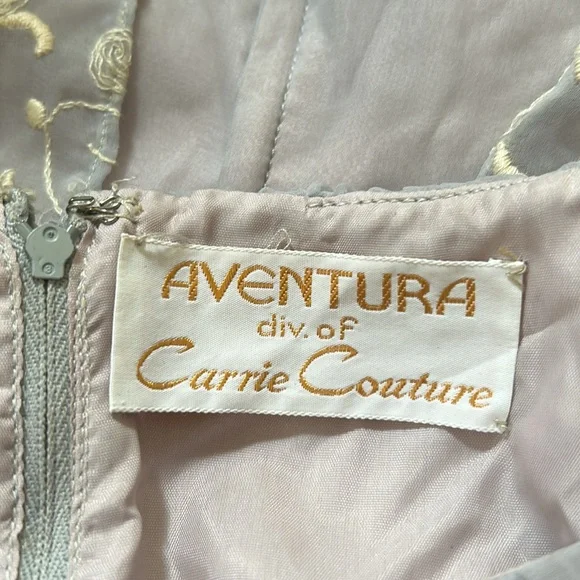 AVENTURA
div. of
Carrie Couture